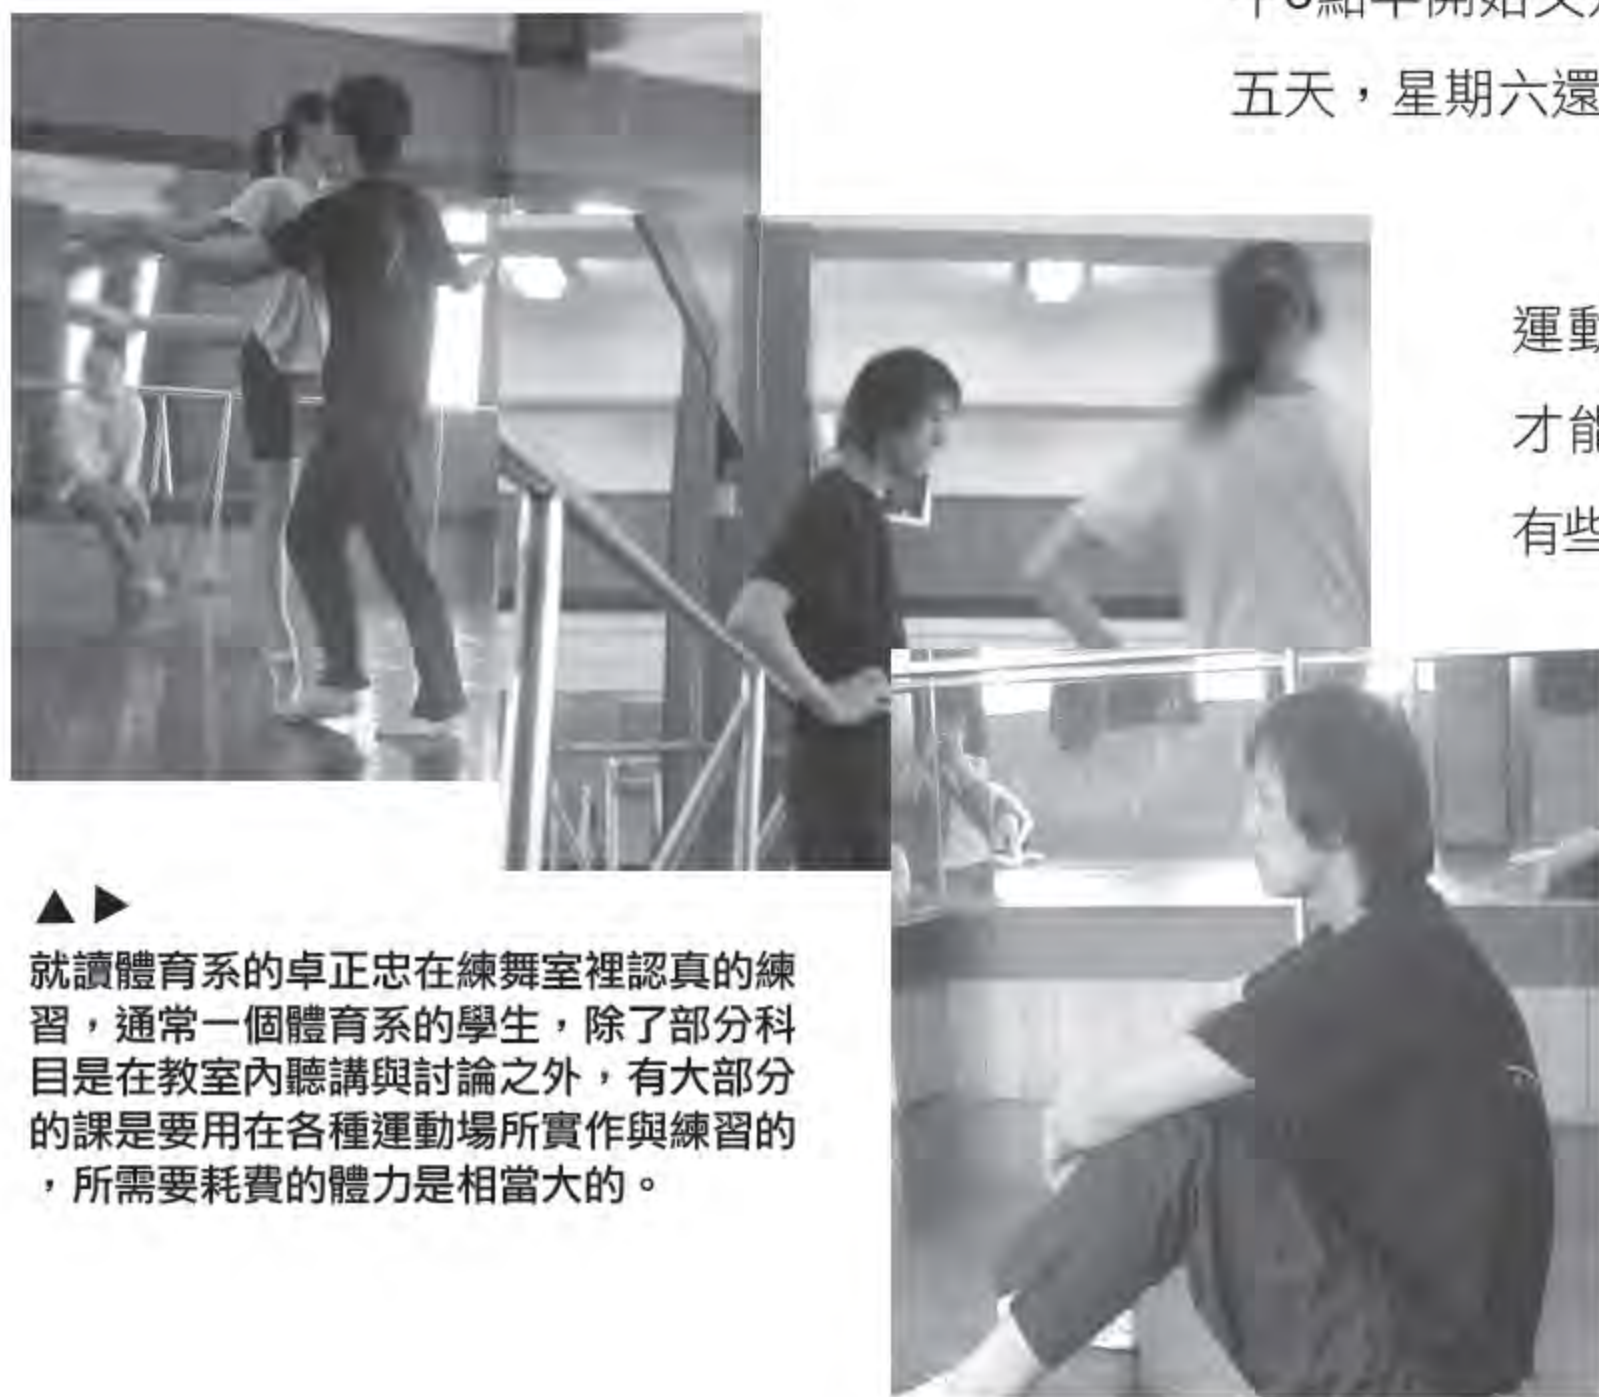 五天，星期六還
運動
才能
有些
▲▶
就讀體育系的卓正忠在練舞室裡認真的練
習，通常一個體育系的學生，除了部分科
目是在教室內聽講與討論之外，有大部分
的課是要用在各種運動場所實作與練習的
，所需要耗費的體力是相當大的。